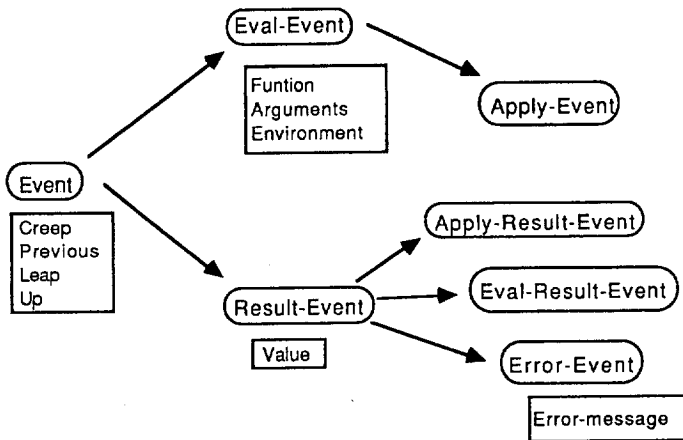 Eval-Event
Funtion
Arguments
Environment
Apply-Event
Event
Creep
Previous
Leap
Up
Apply-Result-Event
Eval-Result-Event
Result-Event
Value
Error-Event
Error-message